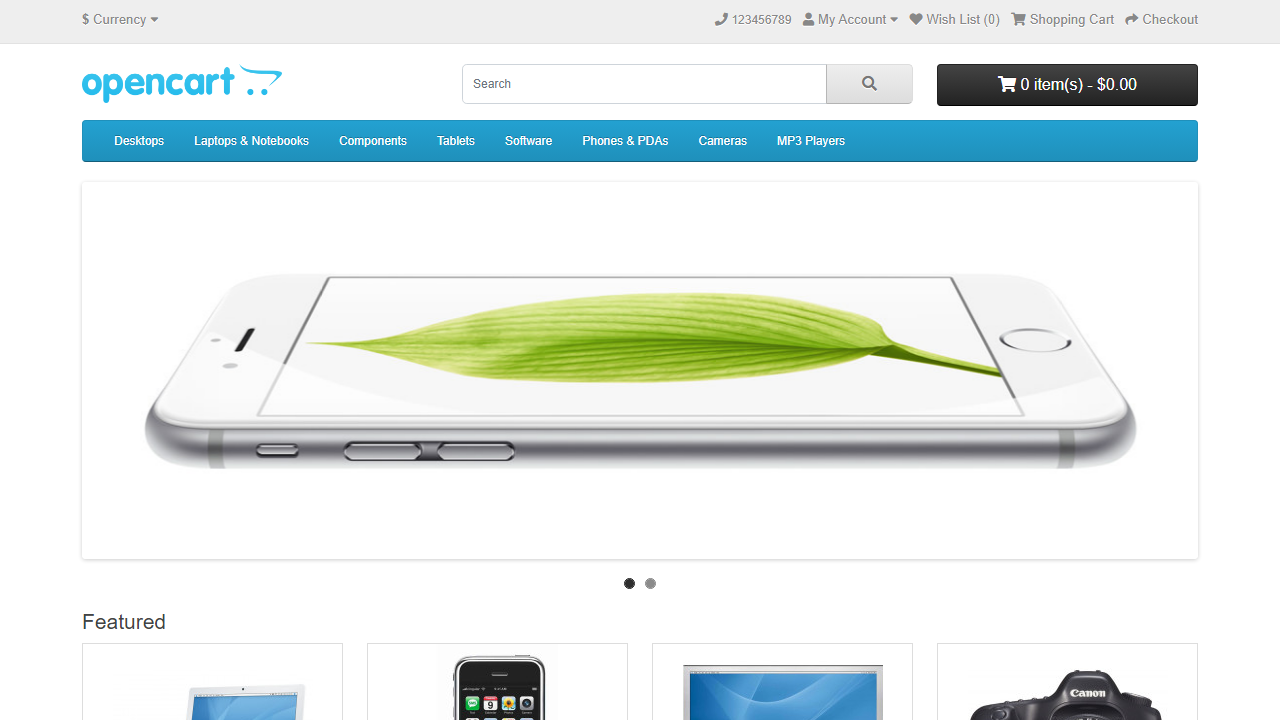 $ Currency
123456789 My Account Wish List (0) Shopping Cart Checkout
opencart
Search
0 item(s) - $0.00
Desktops Laptops & Notebooks Components Tablets Software Phones & PDAs Cameras MP3 Players
Featured
Canon